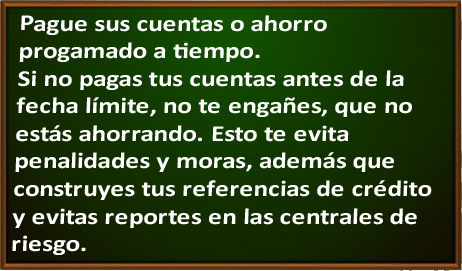 Pague sus cuentas o ahorro
progamado a tiempo.
Si no pagas tus cuentas antes de la
fecha límite, no te engañes, que no
estás ahorrando. Esto te evita
penalidades y moras, además que
construyes tus referencias de crédito
y evitas reportes en las centrales de
riesgo.